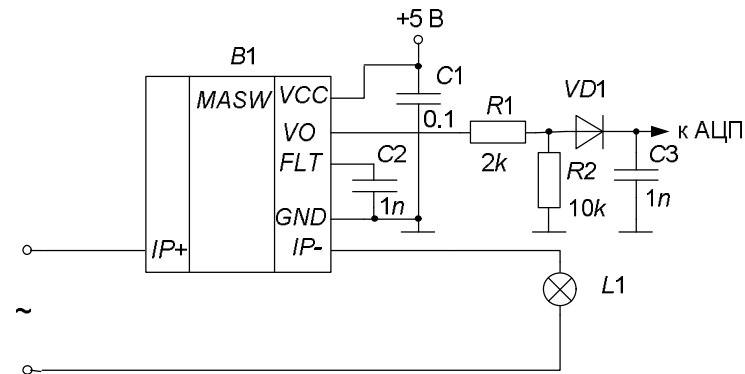 +5 В
B1
C1
MASW
VCC
R1
VD1
0.1
VO
к АЦП
C2
FLT
2k
R2
C3
1n
10k
1n
GND
IP+
IP-
L1
~